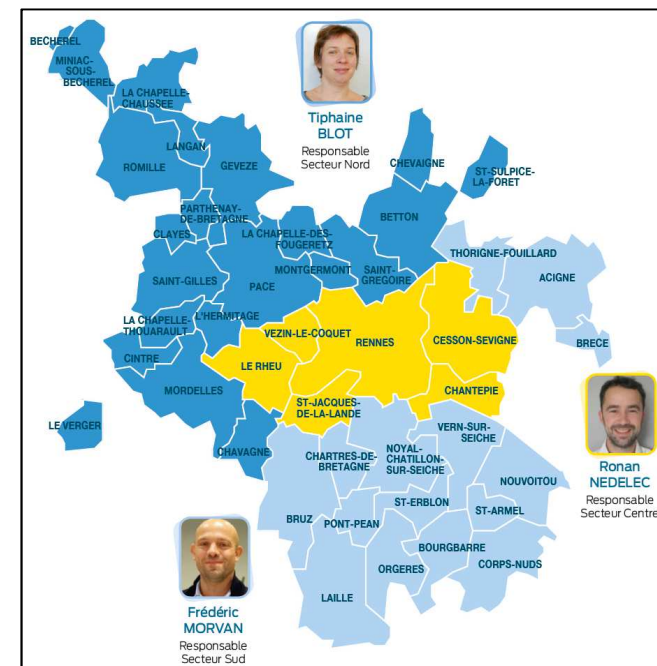 BECHEREL
MINIAC-
SOUS-
BECHEREL
LA CHAPELLE-
CHAUSSEE
LANGAN
ROMILLE
GEVEZE
Tiphaine
BLOT
Responsable
Secteur Nord
CHEVAIGNE
ST-SULPICE-
LA-FORET
PARTHENAY-
DE-BRETAGNE
BETTON
CLAYES
LA CHAPELLE-DES-
FOUGERETZ
THORIGNE-FOUILLARD
MONTGERMONT
SAINT-
GREGOIRE
ACIGNE
SAINT-GILLES
PACE
LA CHAPELLE-
THOUARAULT
L'HERMITAGE
VEZIN-LE-COQUET
RENNES
CESSON-SEVIGNE
BRECE
CINTRE
LE RHEU
MORDELLES
CHANTEPIE
ST-JACQUES-
DE-LA-LANDE
LE VERGER
CHAVAGNE
VERN-SUR-
SEICHE
CHARTRES-DE-
BRETAGNE
NOYAL-
CHATILLON-
SUR-SEICHE
Ronan
NEDELEC
Responsable
Secteur Centre
NOUVOITOU
ST-ERBLON
ST-ARMEL
BRUZ
PONT-PEAN
BOURGBARRE
ORGERES
CORPS-NUDS
LAILLE
Frédéric
MORVAN
Responsable
Secteur Sud